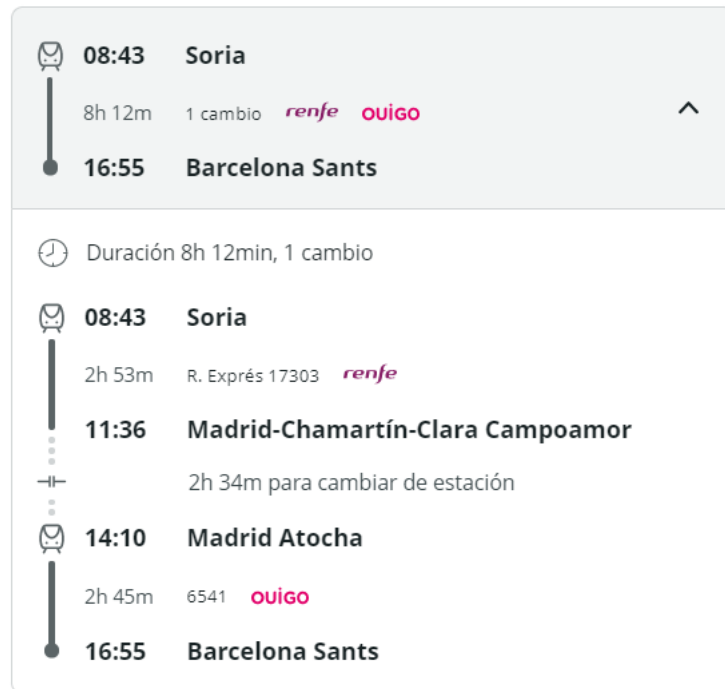 08:43 Soria
8h 12m 1 cambio renfe OUIGO
16:55 Barcelona Sants
Duración 8h 12min, 1 cambio
08:43 Soria
2h 53m R. Exprés 17303 renfe
11:36 Madrid-Chamartín-Clara Campoamor
2h 34m para cambiar de estación
14:10 Madrid Atocha
2h 45m 6541 OUIGO
16:55 Barcelona Sants